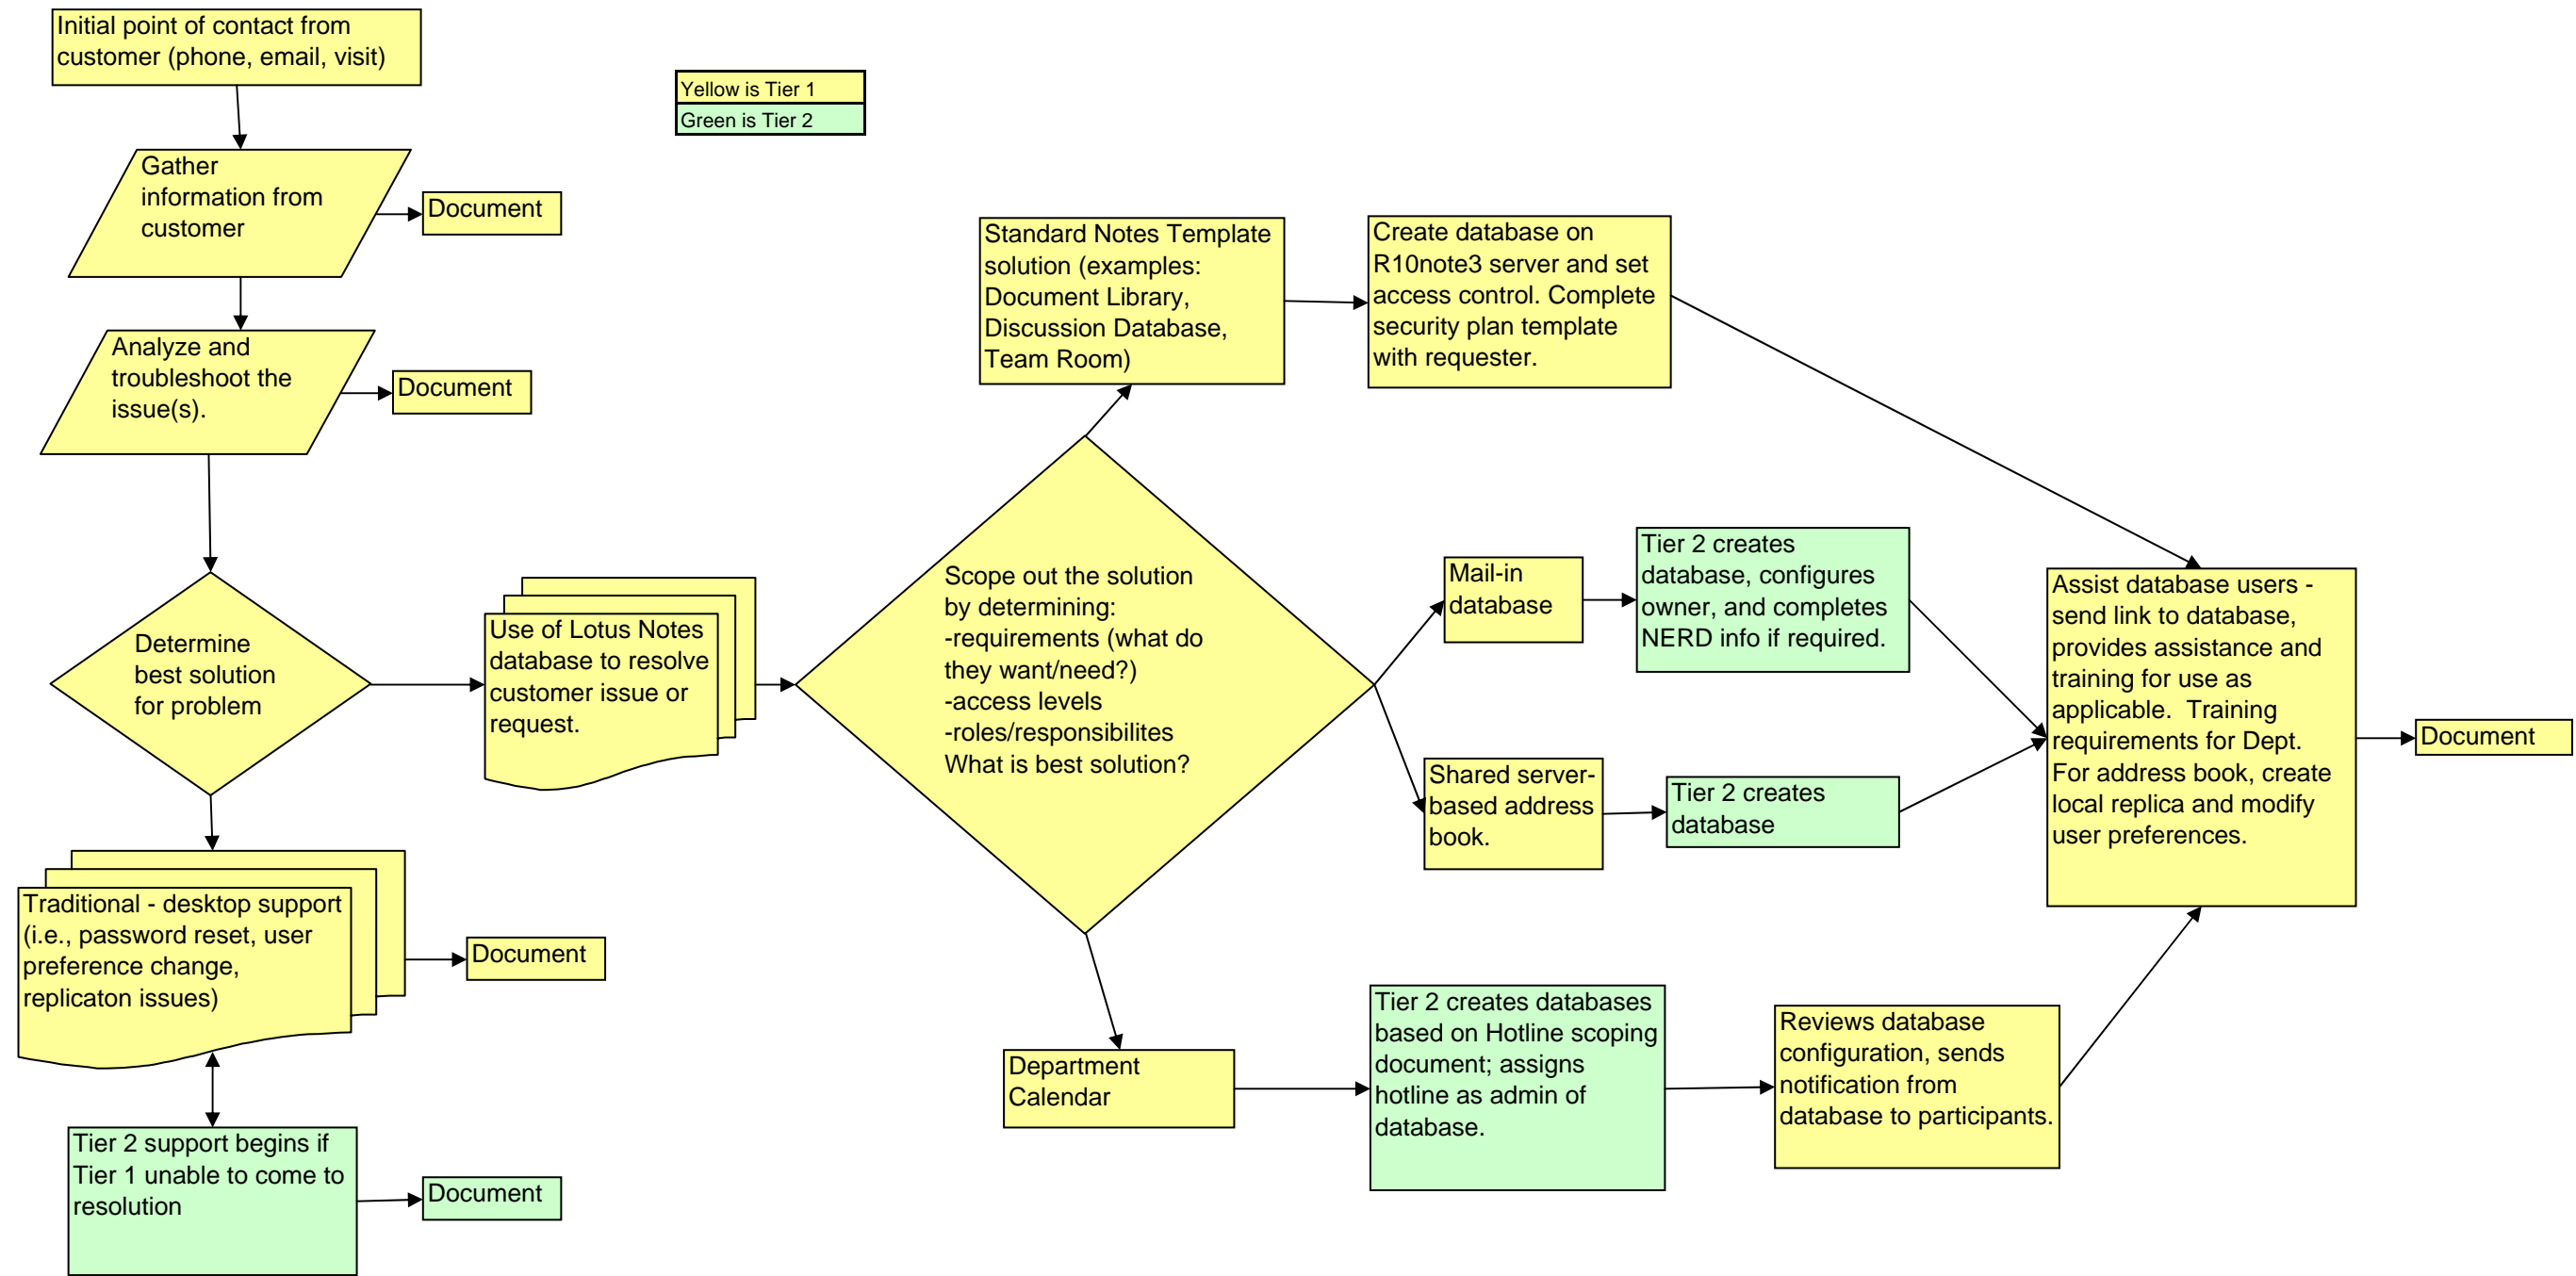 Initial point of contact from
customer (phone, email, visit)
Yellow is Tier 1
Green is Tier 2
Gather
information from
customer
Document
Analyze and
troubleshoot the
issue(s).
Document
Determine
best solution
for problem
Use of Lotus Notes
database to resolve
customer issue or
request.
Traditional - desktop support
(i.e., password reset, user
preference change,
replicaton issues)
Document
Tier 2 support begins if
Tier 1 unable to come to
resolution
Document
Scope out the solution
by determining:
-requirements (what do
they want/need?)
-access levels
-roles/responsibilites
What is best solution?
Standard Notes Template
solution (examples:
Document Library,
Discussion Database,
Team Room)
Create database on
R10note3 server and set
access control. Complete
security plan template
with requester.
Mail-in
database
Tier 2 creates
database, configures
owner, and completes
NERD info if required.
Shared server-
based address
book.
Tier 2 creates
database
Department
Calendar
Tier 2 creates databases
based on Hotline scoping
document; assigns
hotline as admin of
database.
Reviews database
configuration, sends
notification from
database to participants.
Assist database users -
send link to database,
provides assistance and
training for use as
applicable.  Training
requirements for Dept.
For address book, create
local replica and modify
user preferences.
Document